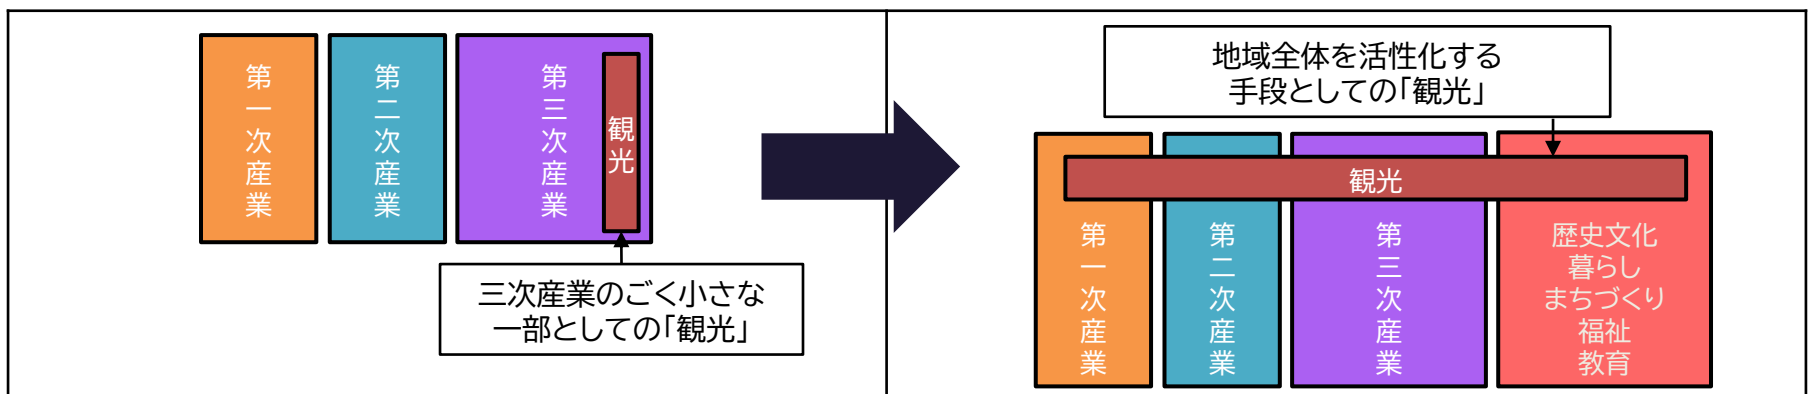 第一次産業
第二次産業
第三次産業
観光
三次産業のごく小さな
一部としての「観光」
地域全体を活性化する
手段としての「観光」
観光
第一次産業
第二次産業
第三次産業
歴史文化
暮らし
まちづくり
福祉
教育